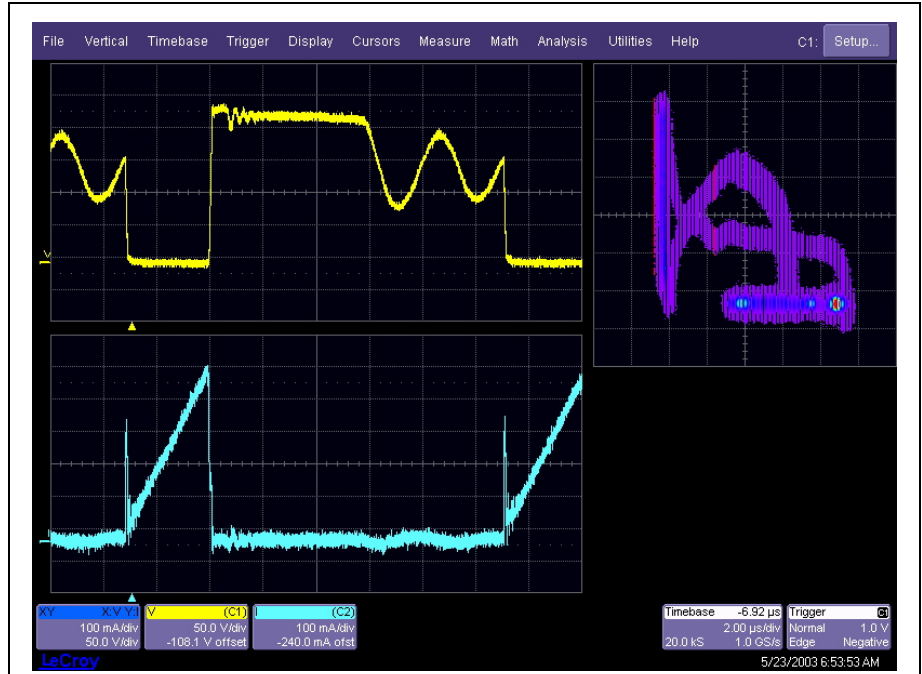 File Vertical Timebase Trigger Display Cursors Measure Math Analysis Utilities Help C1: Setup...
V
XY X:V Y:I V (C1) I (C2) Timebase -6.92 µs Trigger C1
100 mA/div 50.0 V/div 100 mA/div 2.00 µs/div Normal 1.0 V
50.0 V/div -108.1 V offset -240.0 mA ofst 20.0 kS 1.0 GS/s Edge Negative
LeCroy 5/23/2003 6:53:53 AM